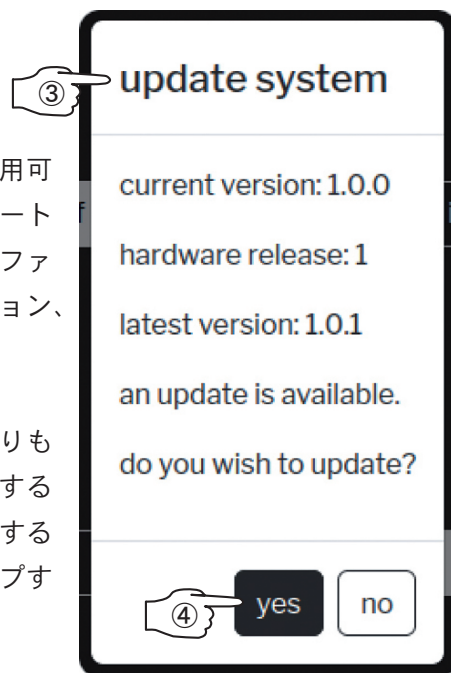 ③
update system
用可
ート
ファ
ョン、
りも
する
する
プす
current version: 1.0.0
hardware release: 1
latest version: 1.0.1
an update is available.
do you wish to update?
④
yes
no